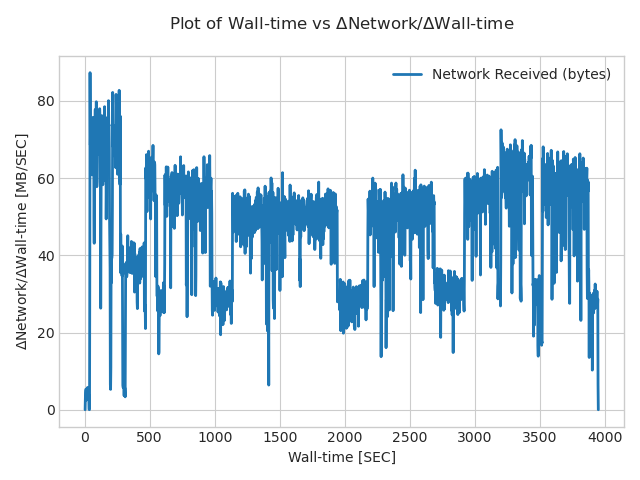 Plot of Wall-time vs ΔNetwork/ΔWall-time
Network Received (bytes)
ΔNetwork/ΔWall-time [MB/SEC]
80
60
40
20
0
0 500 1000 1500 2000 2500 3000 3500 4000
Wall-time [SEC]